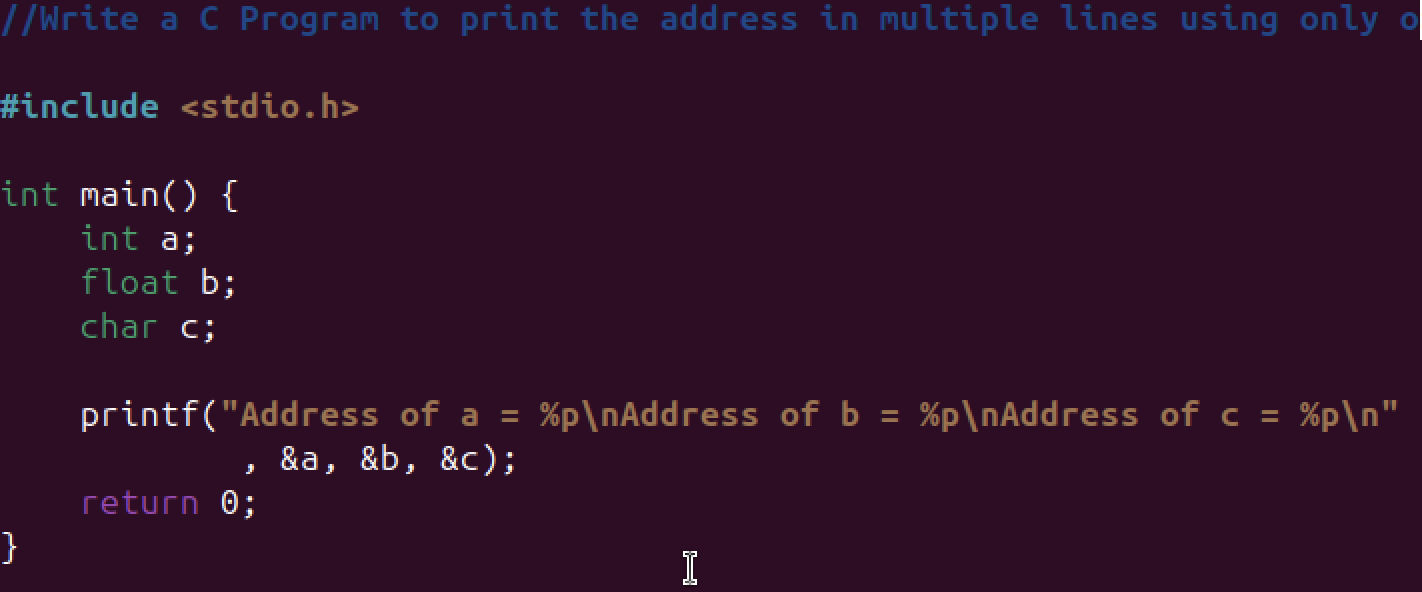 //Write a C Program to print the address in multiple lines using only
#include <stdio.h>
int main() {
    int a;
    float b;
    char c;
    printf("Address of a = %p\nAddress of b = %p\nAddress of c = %p\n"
            , &a, &b, &c);
    return 0;
}